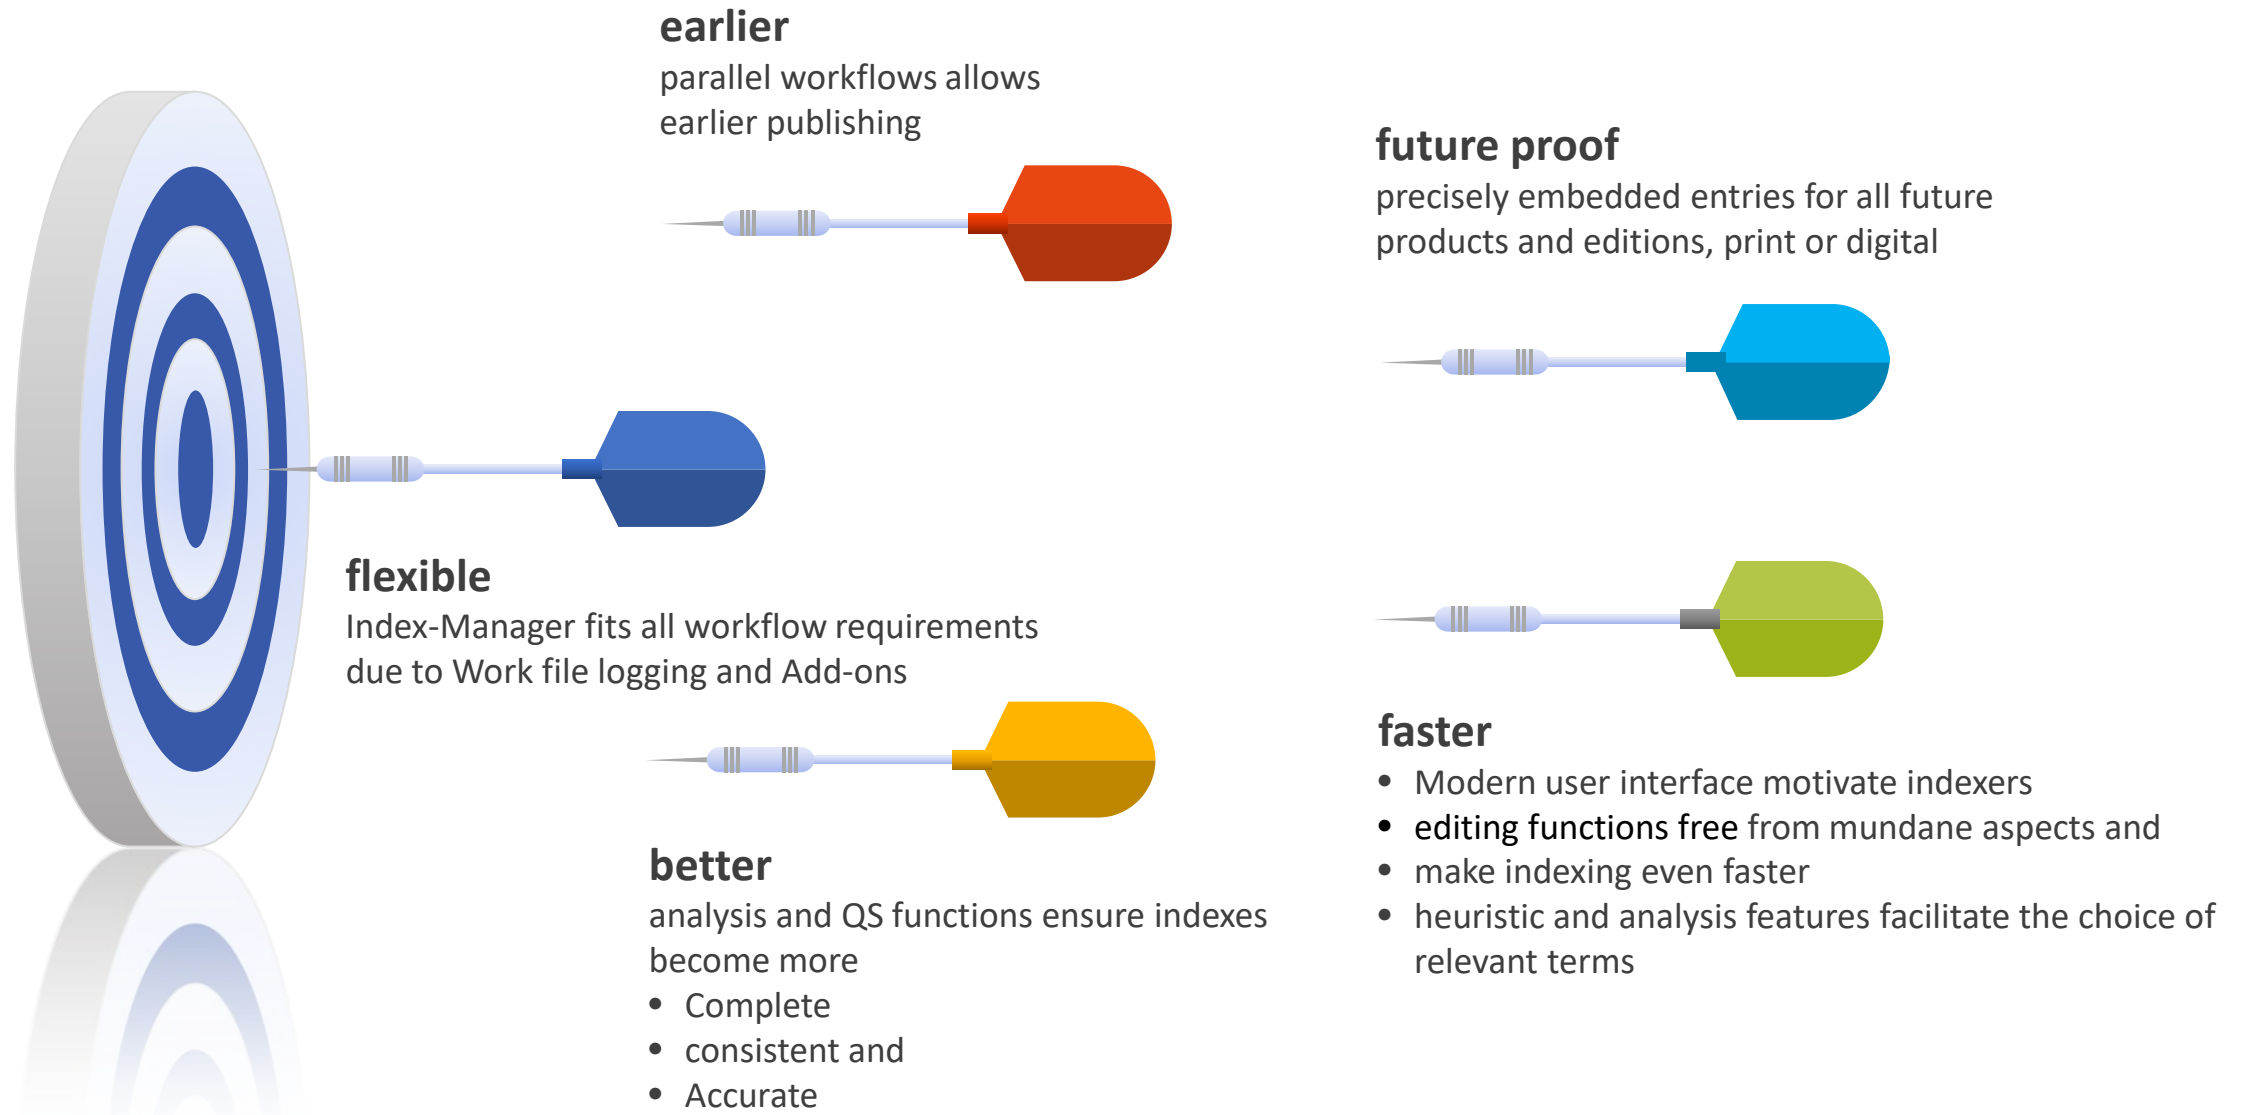 earlier
parallel workflows allows
earlier publishing
future proof
precisely embedded entries for all future
products and editions, print or digital
flexible
Index-Manager fits all workflow requirements
due to Work file logging and Add-ons
better
analysis and QS functions ensure indexes
become more
• Complete
• consistent and
• Accurate
faster
• Modern user interface motivate indexers
• editing functions free from mundane aspects and
• make indexing even faster
• heuristic and analysis features facilitate the choice of
relevant terms